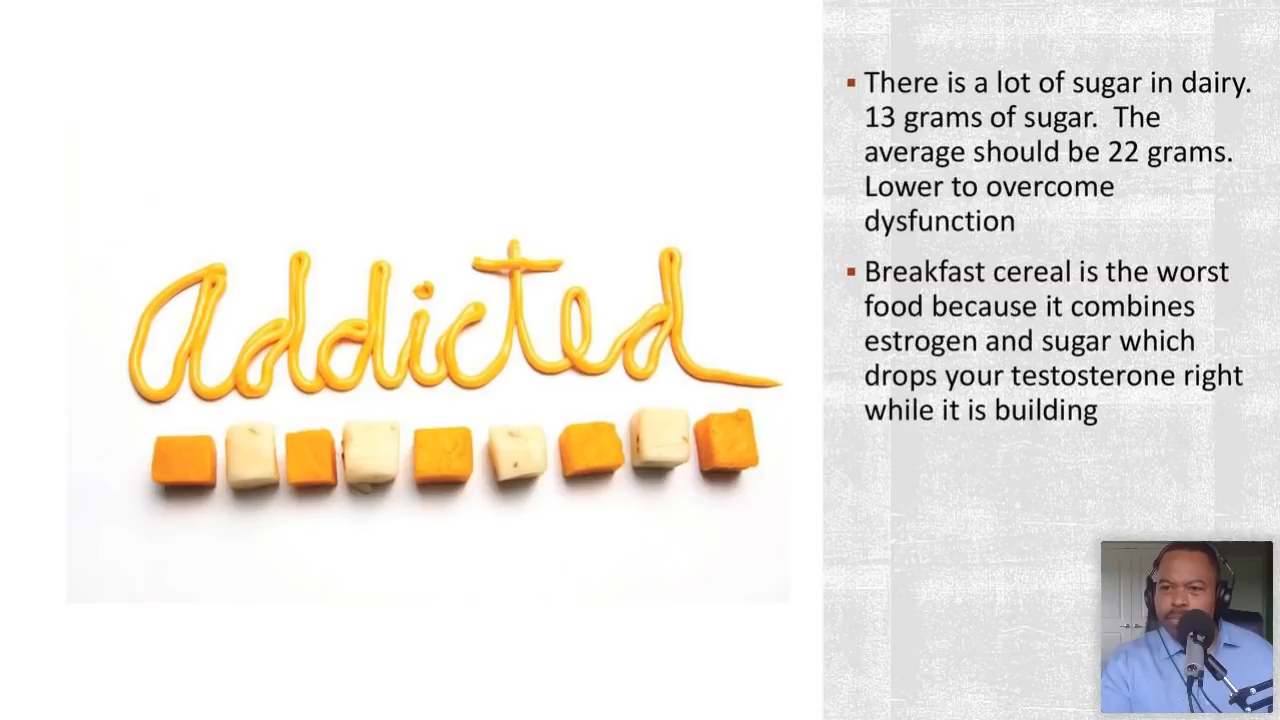 Addicted
▪ There is a lot of sugar in dairy.
13 grams of sugar.  The
average should be 22 grams.
Lower to overcome
dysfunction
▪ Breakfast cereal is the worst
food because it combines
estrogen and sugar which
drops your testosterone right
while it is building